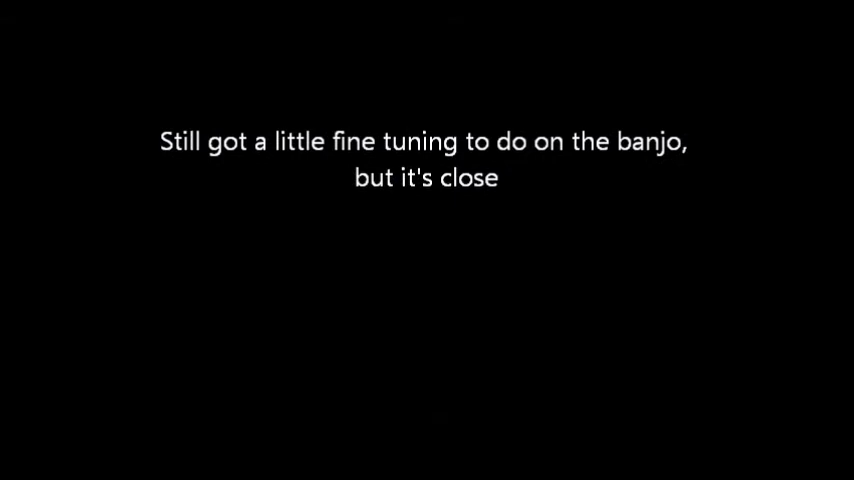 Still got a little fine tuning to do on the banjo,
but it's close